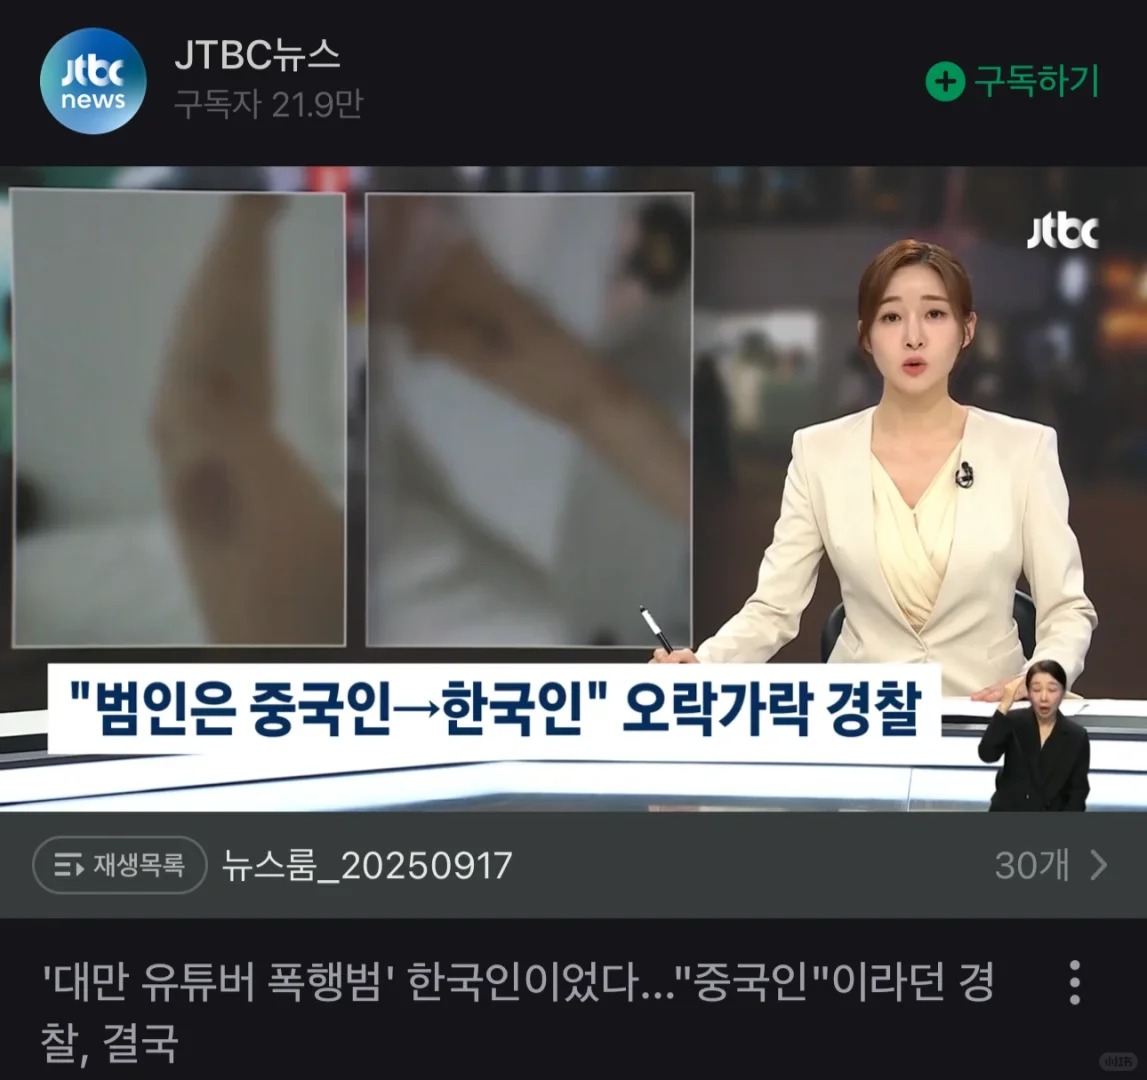 jtbc
news
JTBC뉴스
구독자 21.9만
구독하기
jtbc
"범인은 중국인→한국인" 오락가락 경찰
재생목록
뉴스룸_20250917
30개
'대만 유튜버 폭행범' 한국인이었다..."중국인"이라던 경
찰, 결국
小红书